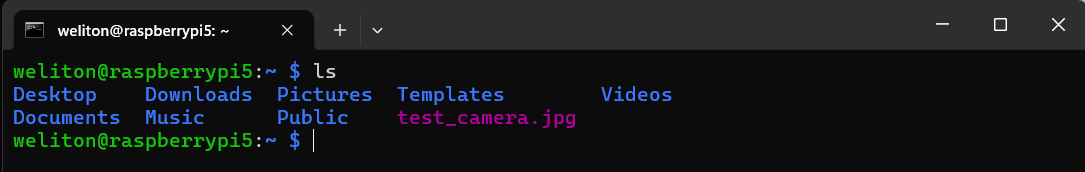 weliton@raspberrypi5: ~
weliton@raspberrypi5:~ $ ls
Desktop Downloads Pictures Templates Videos
Documents Music Public test_camera.jpg
weliton@raspberrypi5:~ $